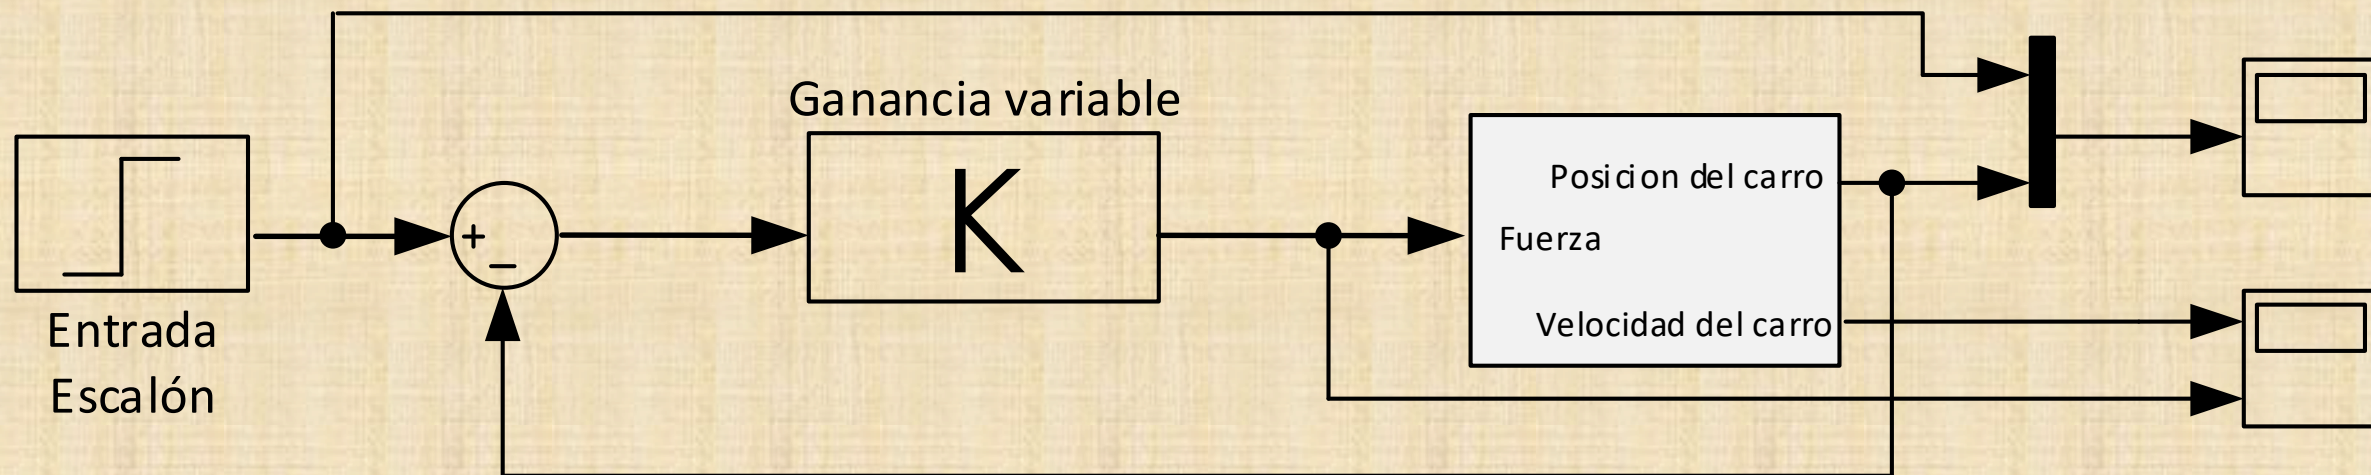 Ganancia variable
K
+
−
Entrada
Escalón
Posicion del carro
Fuerza
Velocidad del carro